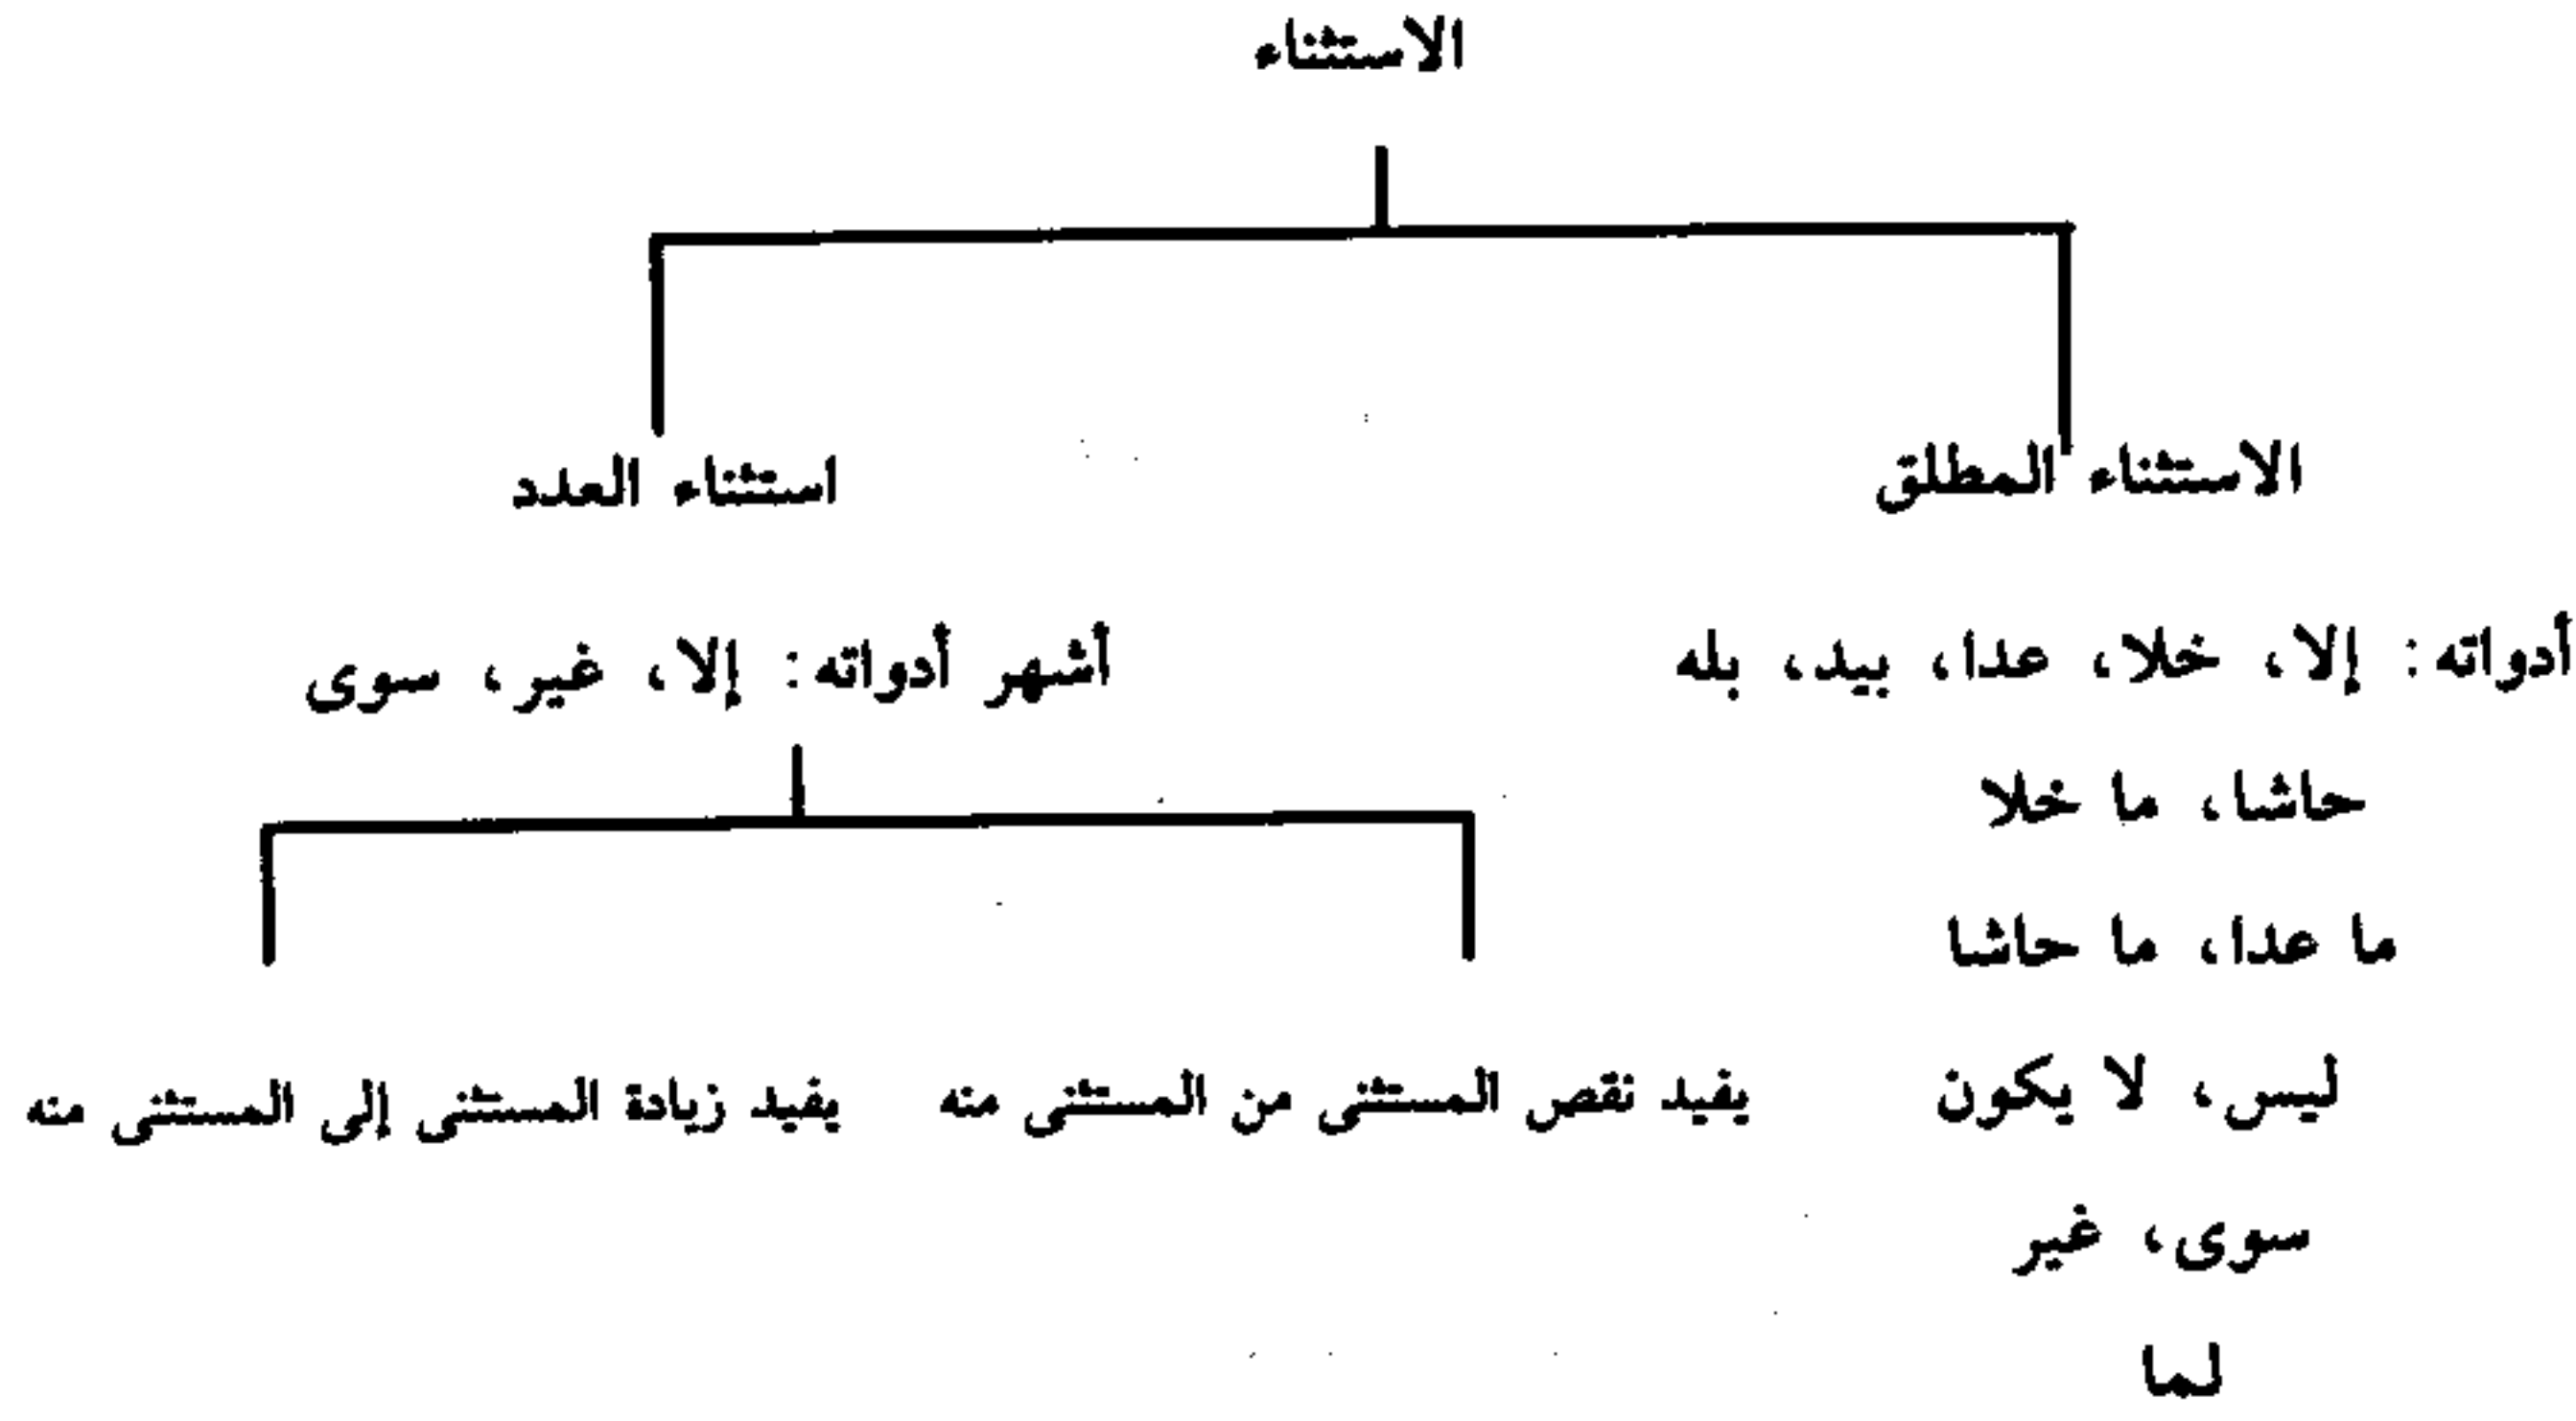 الاستثناء
الاستثناء المطلق
استثناء العدد
أدواته: إلا، خلا، عدا، بيد، بله
أشهر أدواته: إلا، غير، سوى
حاشا، ما خلا
ما عدا، ما حاشا
ليس، لا يكون
يفيد نقص المستثنى من المستثنى منه
يفيد زيادة المستثنى إلى المستثنى منه
سوى، غير
لما